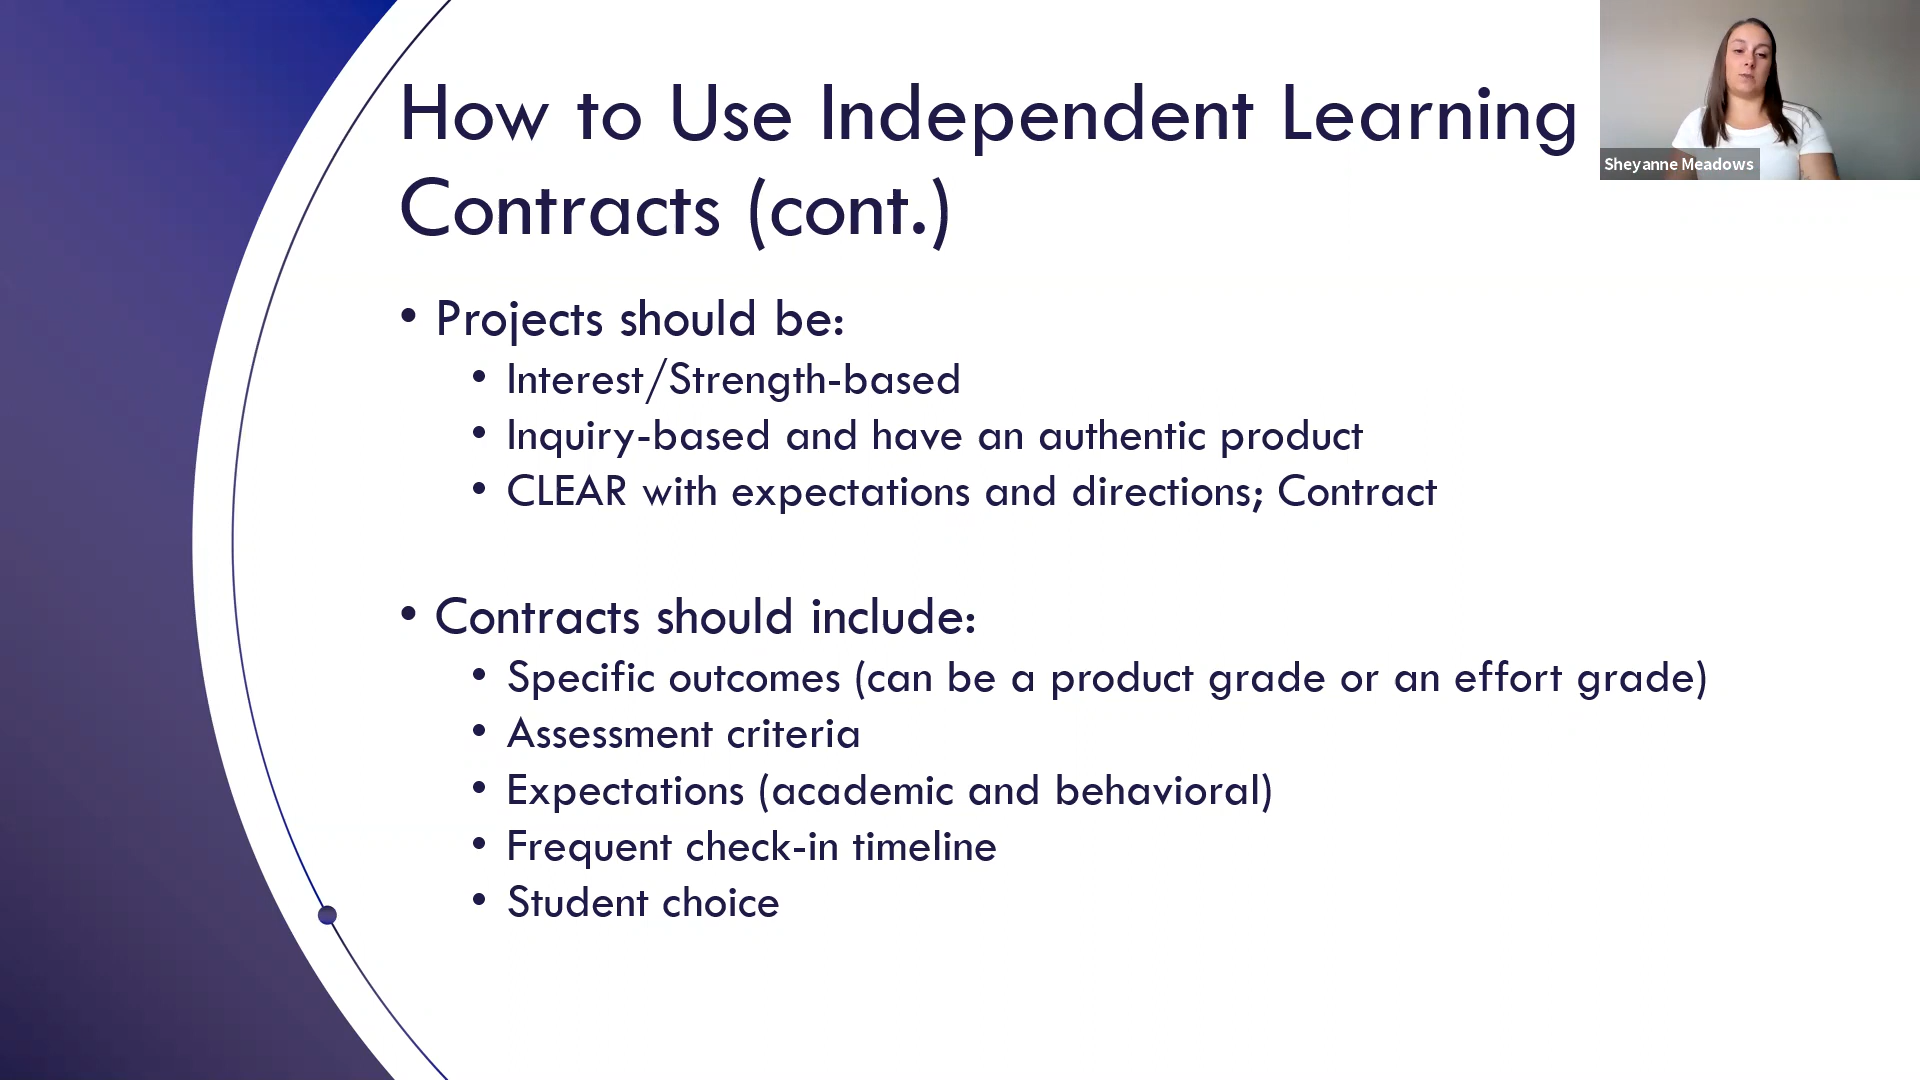 How to Use Independent Learning
Contracts (cont.)
Sheyanne Meadows
• Projects should be:
• Interest/Strength-based
• Inquiry-based and have an authentic product
• CLEAR with expectations and directions; Contract
• Contracts should include:
• Specific outcomes (can be a product grade or an effort grade)
• Assessment criteria
• Expectations (academic and behavioral)
• Frequent check-in timeline
• Student choice